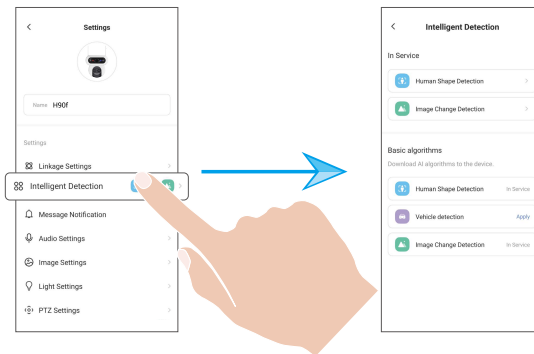 Settings
Name H90f
Settings
Linkage Settings
Intelligent Detection
Message Notification
Audio Settings
Image Settings
Light Settings
PTZ Settings
Intelligent Detection
In Service
Human Shape Detection
Image Change Detection
Basic algorithms
Download AI algorithms to the device.
Human Shape Detection In Service
Vehicle detection Apply
Image Change Detection In Service